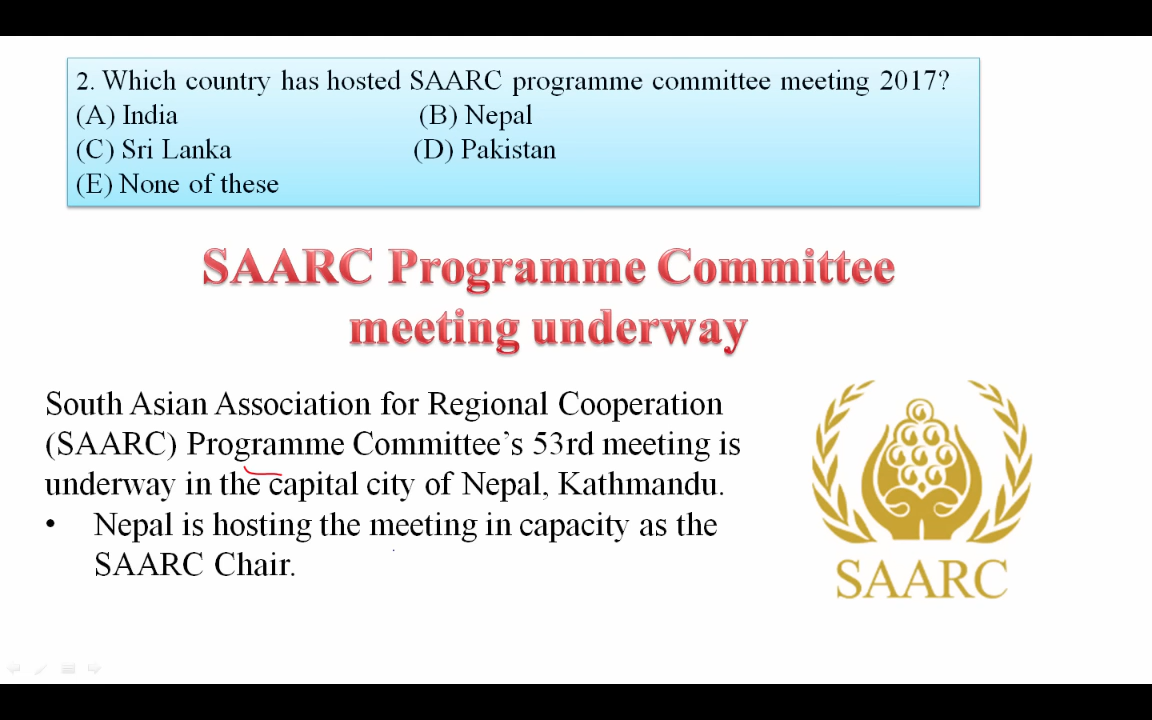 2. Which country has hosted SAARC programme committee meeting 2017?
(A) India (B) Nepal
(C) Sri Lanka (D) Pakistan
(E) None of these
SAARC Programme Committee
meeting underway
South Asian Association for Regional Cooperation
(SAARC) Programme Committee’s 53rd meeting is
underway in the capital city of Nepal, Kathmandu.
• Nepal is hosting the meeting in capacity as the
SAARC Chair.
SAARC